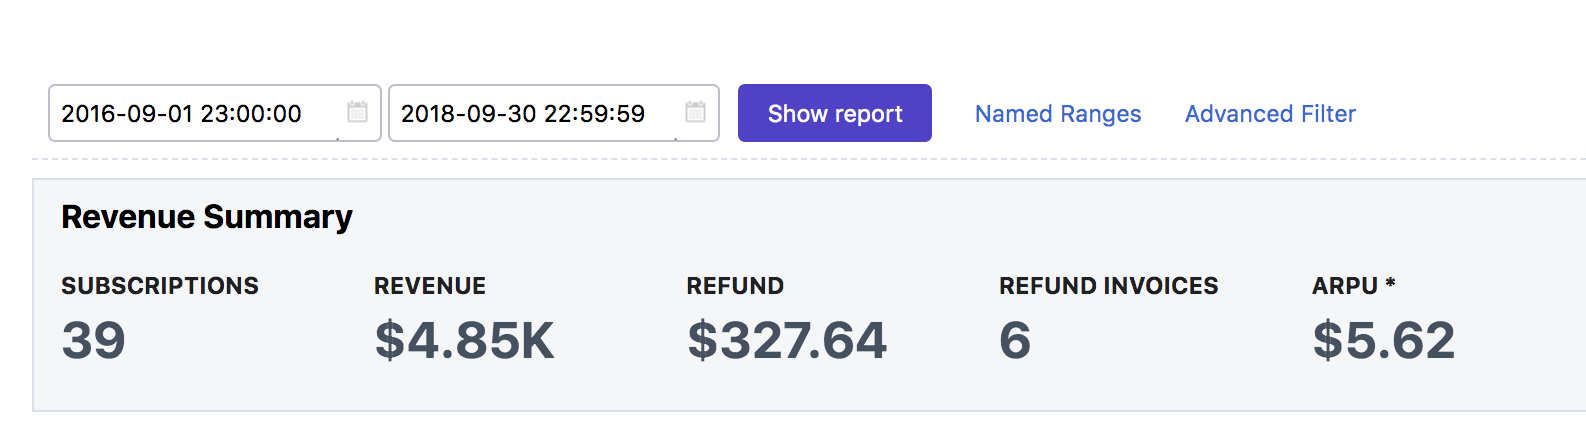 2016-09-01 23:00:00 2018-09-30 22:59:59 Show report Named Ranges Advanced Filter
Revenue Summary
SUBSCRIPTIONS REVENUE REFUND REFUND INVOICES ARPU *
39 $4.85K $327.64 6 $5.62